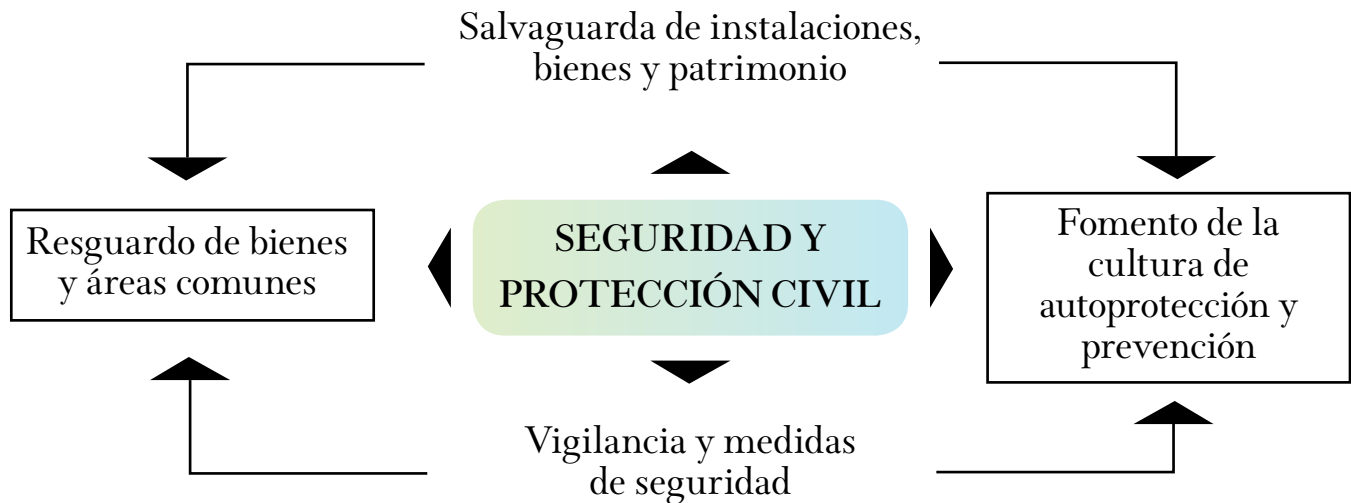 Salvaguarda de instalaciones,
bienes y patrimonio
Resguardo de bienes
y áreas comunes
SEGURIDAD Y
PROTECCIÓN CIVIL
Fomento de la
cultura de
autoprotección y
prevención
Vigilancia y medidas
de seguridad